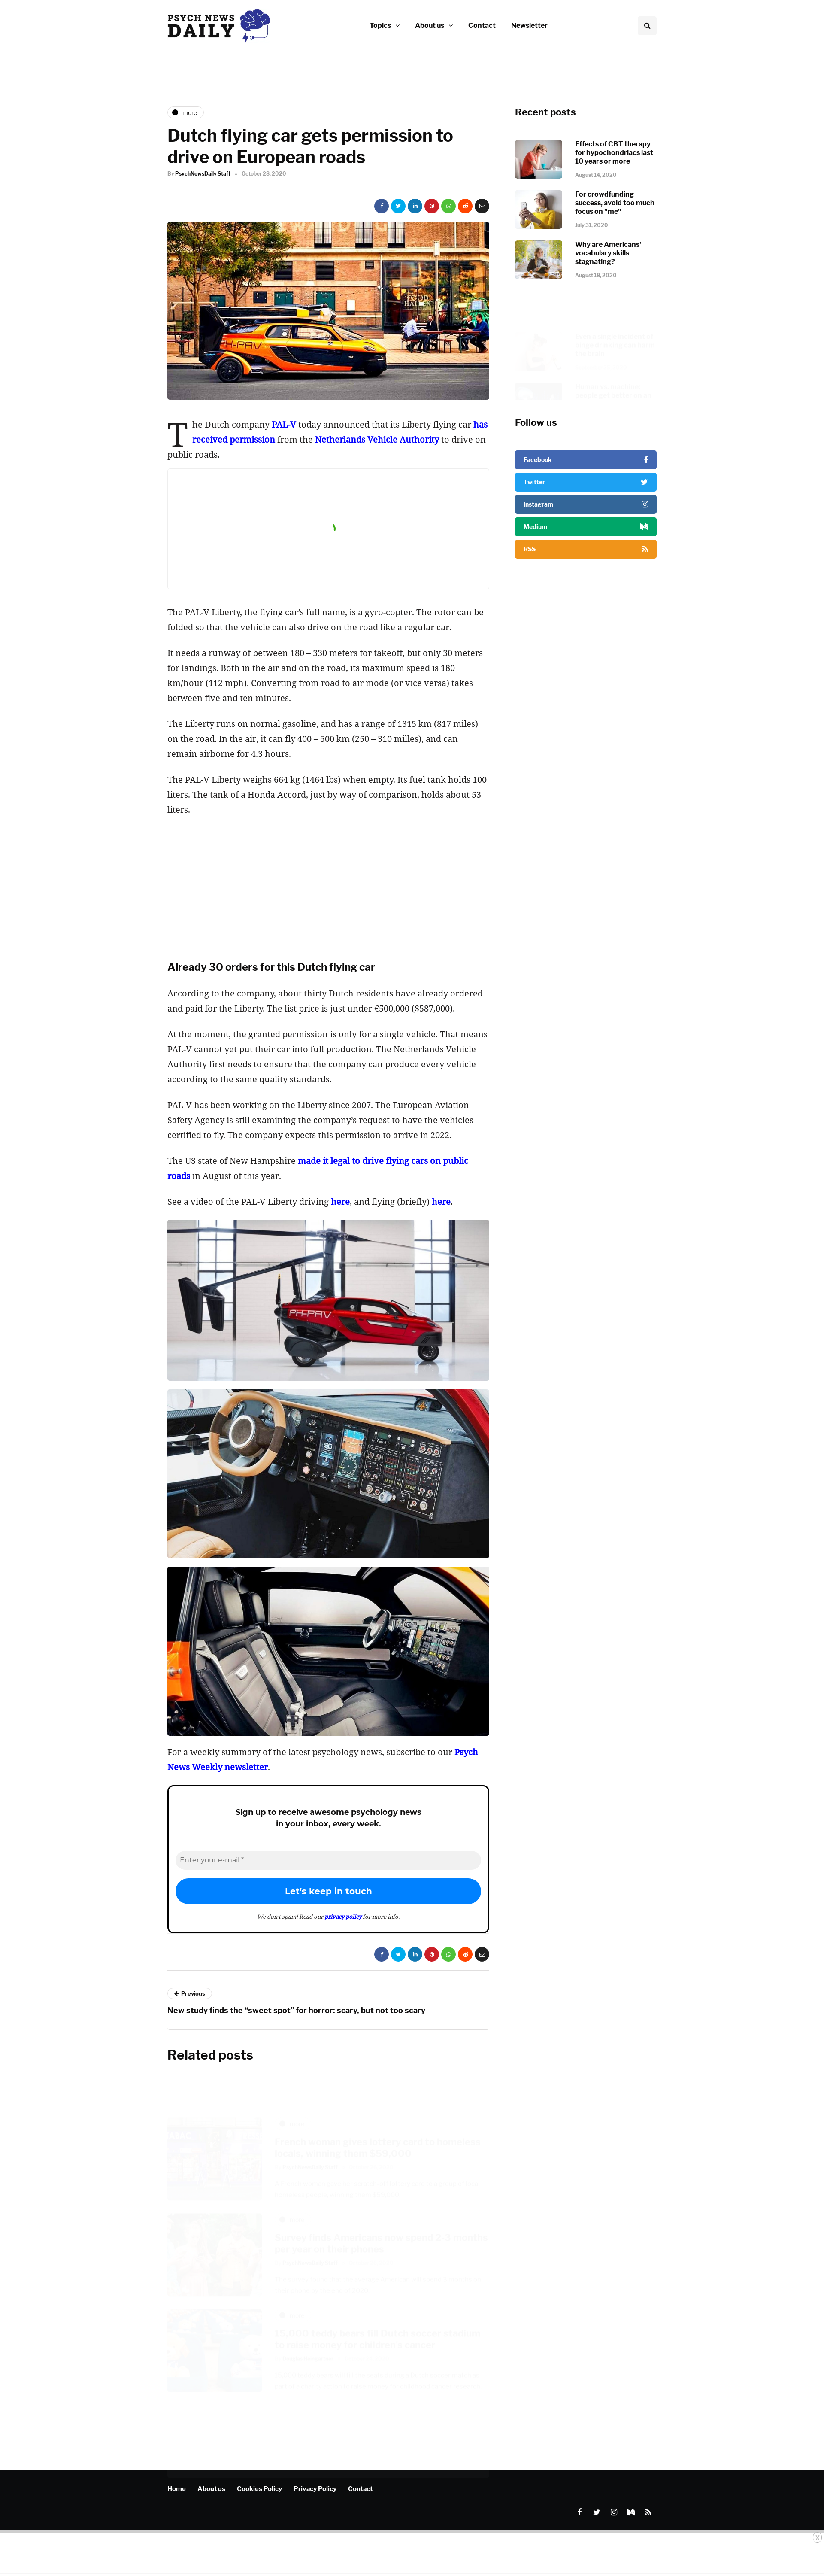 PSYCH NEWS
DAILY
Topics
About us
Contact
Newsletter
more
Dutch flying car gets permission to
drive on European roads
By PsychNewsDaily Staff
October 28, 2020
FOOD
HALL
PH-PAV
The Dutch company PAL-V today announced that its Liberty flying car has
received permission from the Netherlands Vehicle Authority to drive on
public roads.
The PAL-V Liberty, the flying car’s full name, is a gyro-copter. The rotor can be
folded so that the vehicle can also drive on the road like a regular car.
It needs a runway of between 180 – 330 meters for takeoff, but only 30 meters
for landings. Both in the air and on the road, its maximum speed is 180
km/hour (112 mph). Converting from road to air mode (or vice versa) takes
between five and ten minutes.
The Liberty runs on normal gasoline, and has a range of 1315 km (817 miles)
on the road. In the air, it can fly 400 – 500 km (250 – 310 milles), and can
remain airborne for 4.3 hours.
The PAL-V Liberty weighs 664 kg (1464 lbs) when empty. Its fuel tank holds 100
liters. The tank of a Honda Accord, just by way of comparison, holds about 53
liters.
Already 30 orders for this Dutch flying car
According to the company, about thirty Dutch residents have already ordered
and paid for the Liberty. The list price is just under €500,000 ($587,000).
At the moment, the granted permission is only for a single vehicle. That means
PAL-V cannot yet put their car into full production. The Netherlands Vehicle
Authority first needs to ensure that the company can produce every vehicle
according to the same quality standards.
PAL-V has been working on the Liberty since 2007. The European Aviation
Safety Agency is still examining the company’s request to have the vehicles
certified to fly. The company expects this permission to arrive in 2022.
The US state of New Hampshire made it legal to drive flying cars on public
roads in August of this year.
See a video of the PAL-V Liberty driving here, and flying (briefly) here.
PH-PAV
For a weekly summary of the latest psychology news, subscribe to our Psych
News Weekly newsletter.
Sign up to receive awesome psychology news
in your inbox, every week.
Enter your e-mail *
Let’s keep in touch
We don’t spam! Read our privacy policy for more info.
Previous
New study finds the “sweet spot” for horror: scary, but not too scary
Related posts
Recent posts
Effects of CBT therapy
for hypochondriacs last
10 years or more
August 14, 2020
For crowdfunding
success, avoid too much
focus on "me"
July 31, 2020
Why are Americans'
vocabulary skills
stagnating?
August 18, 2020
Follow us
Facebook
Twitter
Instagram
Medium
RSS
Home
About us
Cookies Policy
Privacy Policy
Contact
X